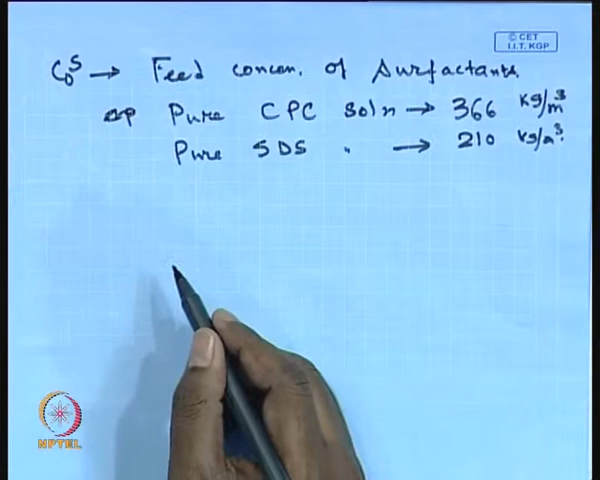 © CET
I.I.T. KGP
C₀ˢ → Feed concn. of Surfactants.
Pure CPC soln → 366 kg/m³
Pure SDS " → 210 kg/m³.
NPTEL